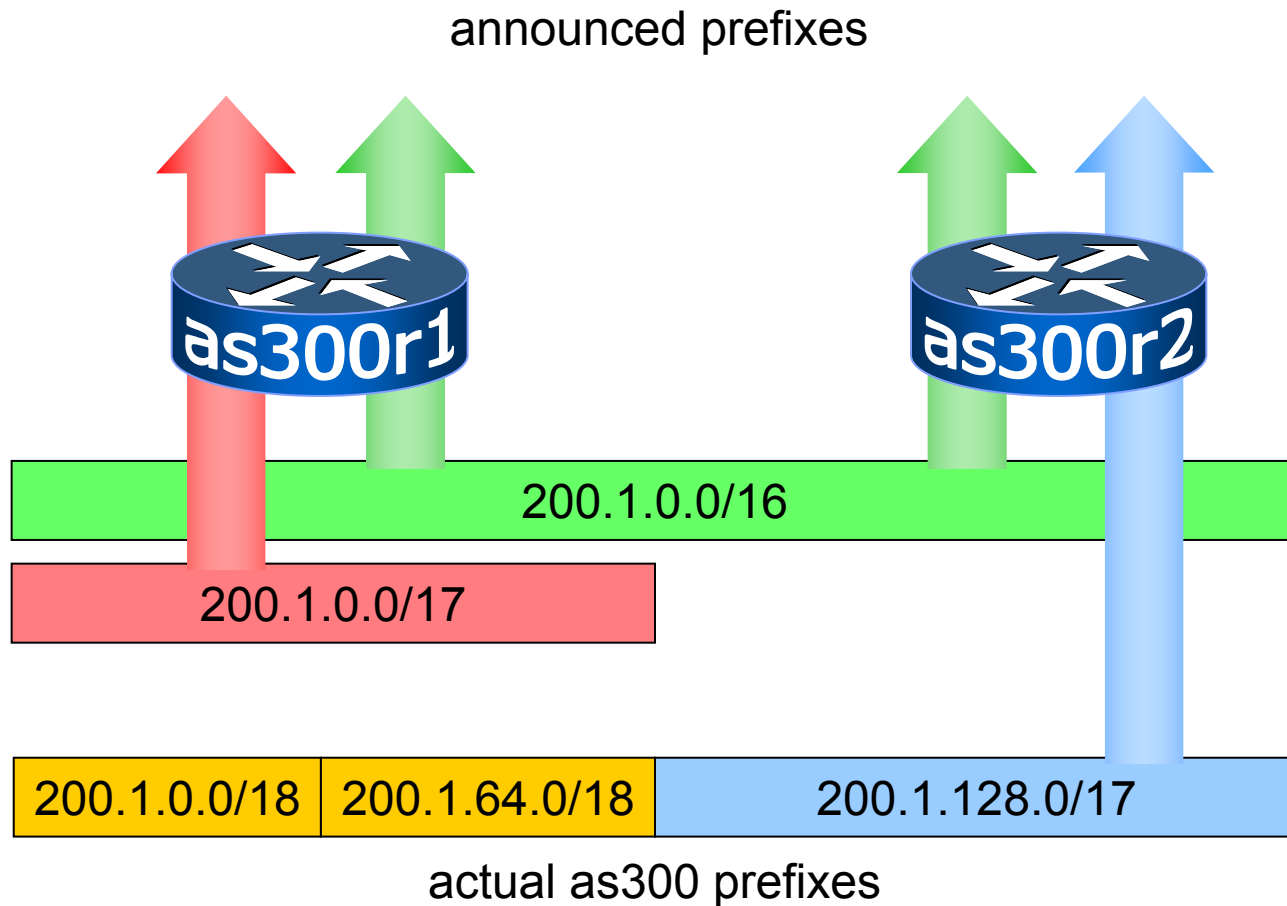 announced prefixes
as300r1
as300r2
200.1.0.0/16
200.1.0.0/17
200.1.0.0/18
200.1.64.0/18
200.1.128.0/17
actual as300 prefixes